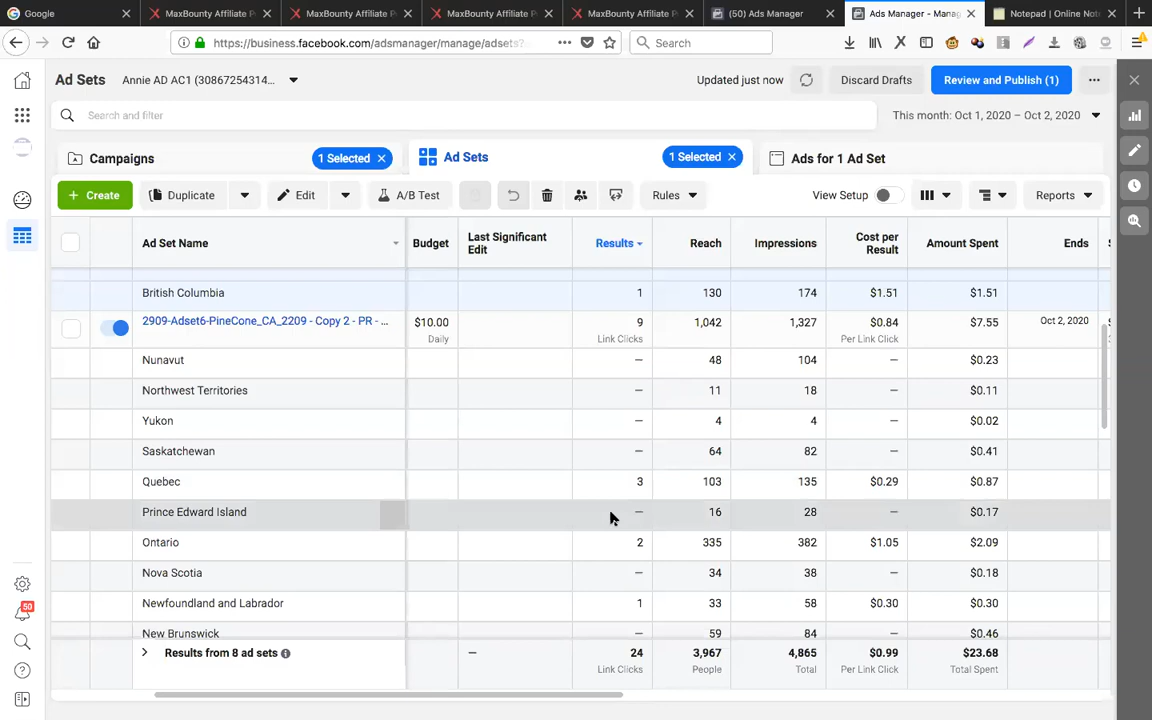 Google
MaxBounty Affiliate P
MaxBounty Affiliate P
MaxBounty Affiliate P
MaxBounty Affiliate P
(50) Ads Manager
Ads Manager - Manag
Notepad | Online Note
https://business.facebook.com/adsmanager/manage/adsets?
Search
Ad Sets
Annie AD AC1 (30867254314...
Updated just now
Discard Drafts
Review and Publish (1)
Search and filter
This month: Oct 1, 2020 – Oct 2, 2020
Campaigns
1 Selected
Ad Sets
1 Selected
Ads for 1 Ad Set
+ Create
Duplicate
Edit
A/B Test
Rules
View Setup
Reports
Ad Set Name
Budget
Last Significant Edit
Results
Reach
Impressions
Cost per Result
Amount Spent
Ends
S
British Columbia 1 130 174 $1.51 $1.51
2909-Adset6-PineCone_CA_2209 - Copy 2 - PR - ... $10.00 9 1,042 1,327 $0.84 $7.55 Oct 2, 2020
Daily Link Clicks Per Link Click
Nunavut — 48 104 — $0.23
Northwest Territories — 11 18 — $0.11
Yukon — 4 4 — $0.02
Saskatchewan — 64 82 — $0.41
Quebec 3 103 135 $0.29 $0.87
Prince Edward Island — 16 28 — $0.17
Ontario 2 335 382 $1.05 $2.09
Nova Scotia — 34 38 — $0.18
Newfoundland and Labrador 1 33 58 $0.30 $0.30
New Brunswick — 59 84 — $0.46
Results from 8 ad sets — 24 3,967 4,865 $0.99 $23.68
Link Clicks People Total Per Link Click Total Spent
50